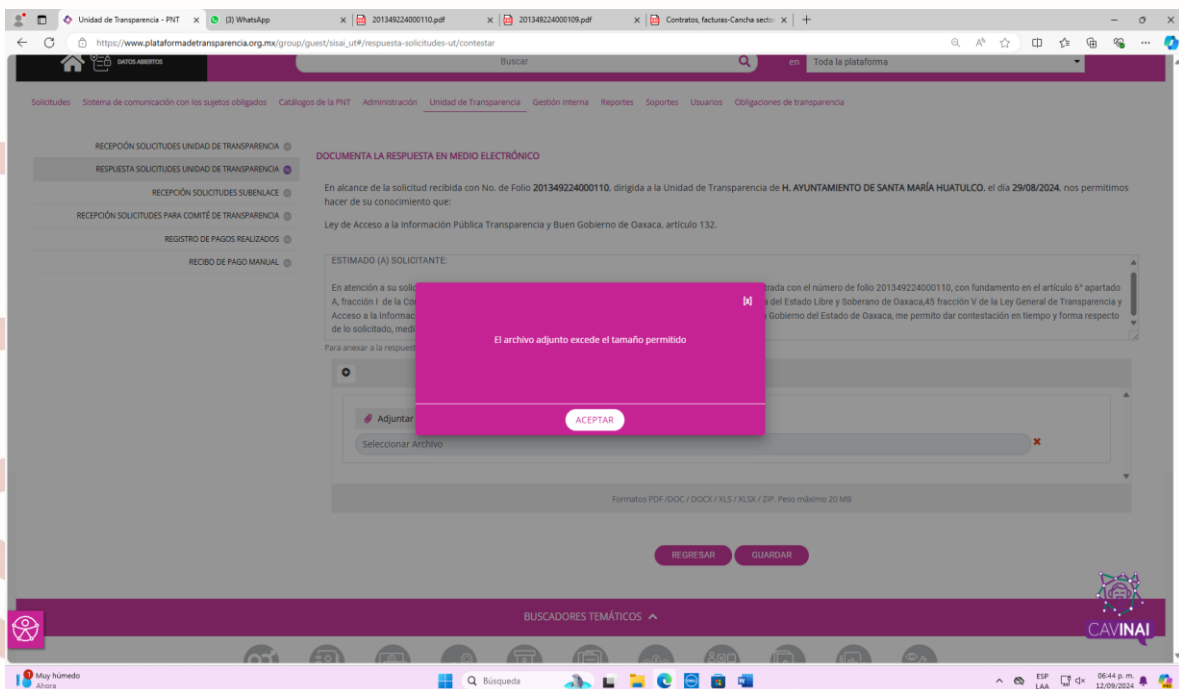 Unidad de Transparencia - PNT
(3) WhatsApp
201349224000110.pdf
201349224000109.pdf
Contratos, facturas-Cancha secto
https://www.plataformadetransparencia.org.mx/group/guest/sisai_ut#/respuesta-solicitudes-ut/contestar
DATOS ABIERTOS
Buscar
en
Toda la plataforma
Solicitudes Sistema de comunicación con los sujetos obligados Catálogos de la PNT Administración Unidad de Transparencia Gestión interna Reportes Soportes Usuarios Obligaciones de transparencia
RECEPCIÓN SOLICITUDES UNIDAD DE TRANSPARENCIA
RESPUESTA SOLICITUDES UNIDAD DE TRANSPARENCIA
RECEPCIÓN SOLICITUDES SUBENLACE
RECEPCIÓN SOLICITUDES PARA COMITÉ DE TRANSPARENCIA
REGISTRO DE PAGOS REALIZADOS
RECIBO DE PAGO MANUAL
DOCUMENTA LA RESPUESTA EN MEDIO ELECTRÓNICO
En alcance de la solicitud recibida con No. de Folio 201349224000110, dirigida a la Unidad de Transparencia de H. AYUNTAMIENTO DE SANTA MARÍA HUATULCO, el día 29/08/2024, nos permitimos
hacer de su conocimiento que:
Ley de Acceso a la Información Pública Transparencia y Buen Gobierno de Oaxaca, artículo 132.
ESTIMADO (A) SOLICITANTE:
En atención a su solic trada con el número de folio 201349224000110, con fundamento en el artículo 6° apartado
A, fracción I de la Co a del Estado Libre y Soberano de Oaxaca,45 fracción V de la Ley General de Transparencia y
Acceso a la Informac Gobierno del Estado de Oaxaca, me permito dar contestación en tiempo y forma respecto
de lo solicitado, medi
Para anexar a la respuest
[x]
El archivo adjunto excede el tamaño permitido
ACEPTAR
Adjuntar
Seleccionar Archivo
Formatos PDF /DOC / DOCX / XLS / XLSX / ZIP. Peso máximo 20 MB
REGRESAR
GUARDAR
BUSCADORES TEMÁTICOS
CAVINAI
Muy húmedo
Ahora
Búsqueda
ESP
LAA
06:44 p. m.
12/09/2024